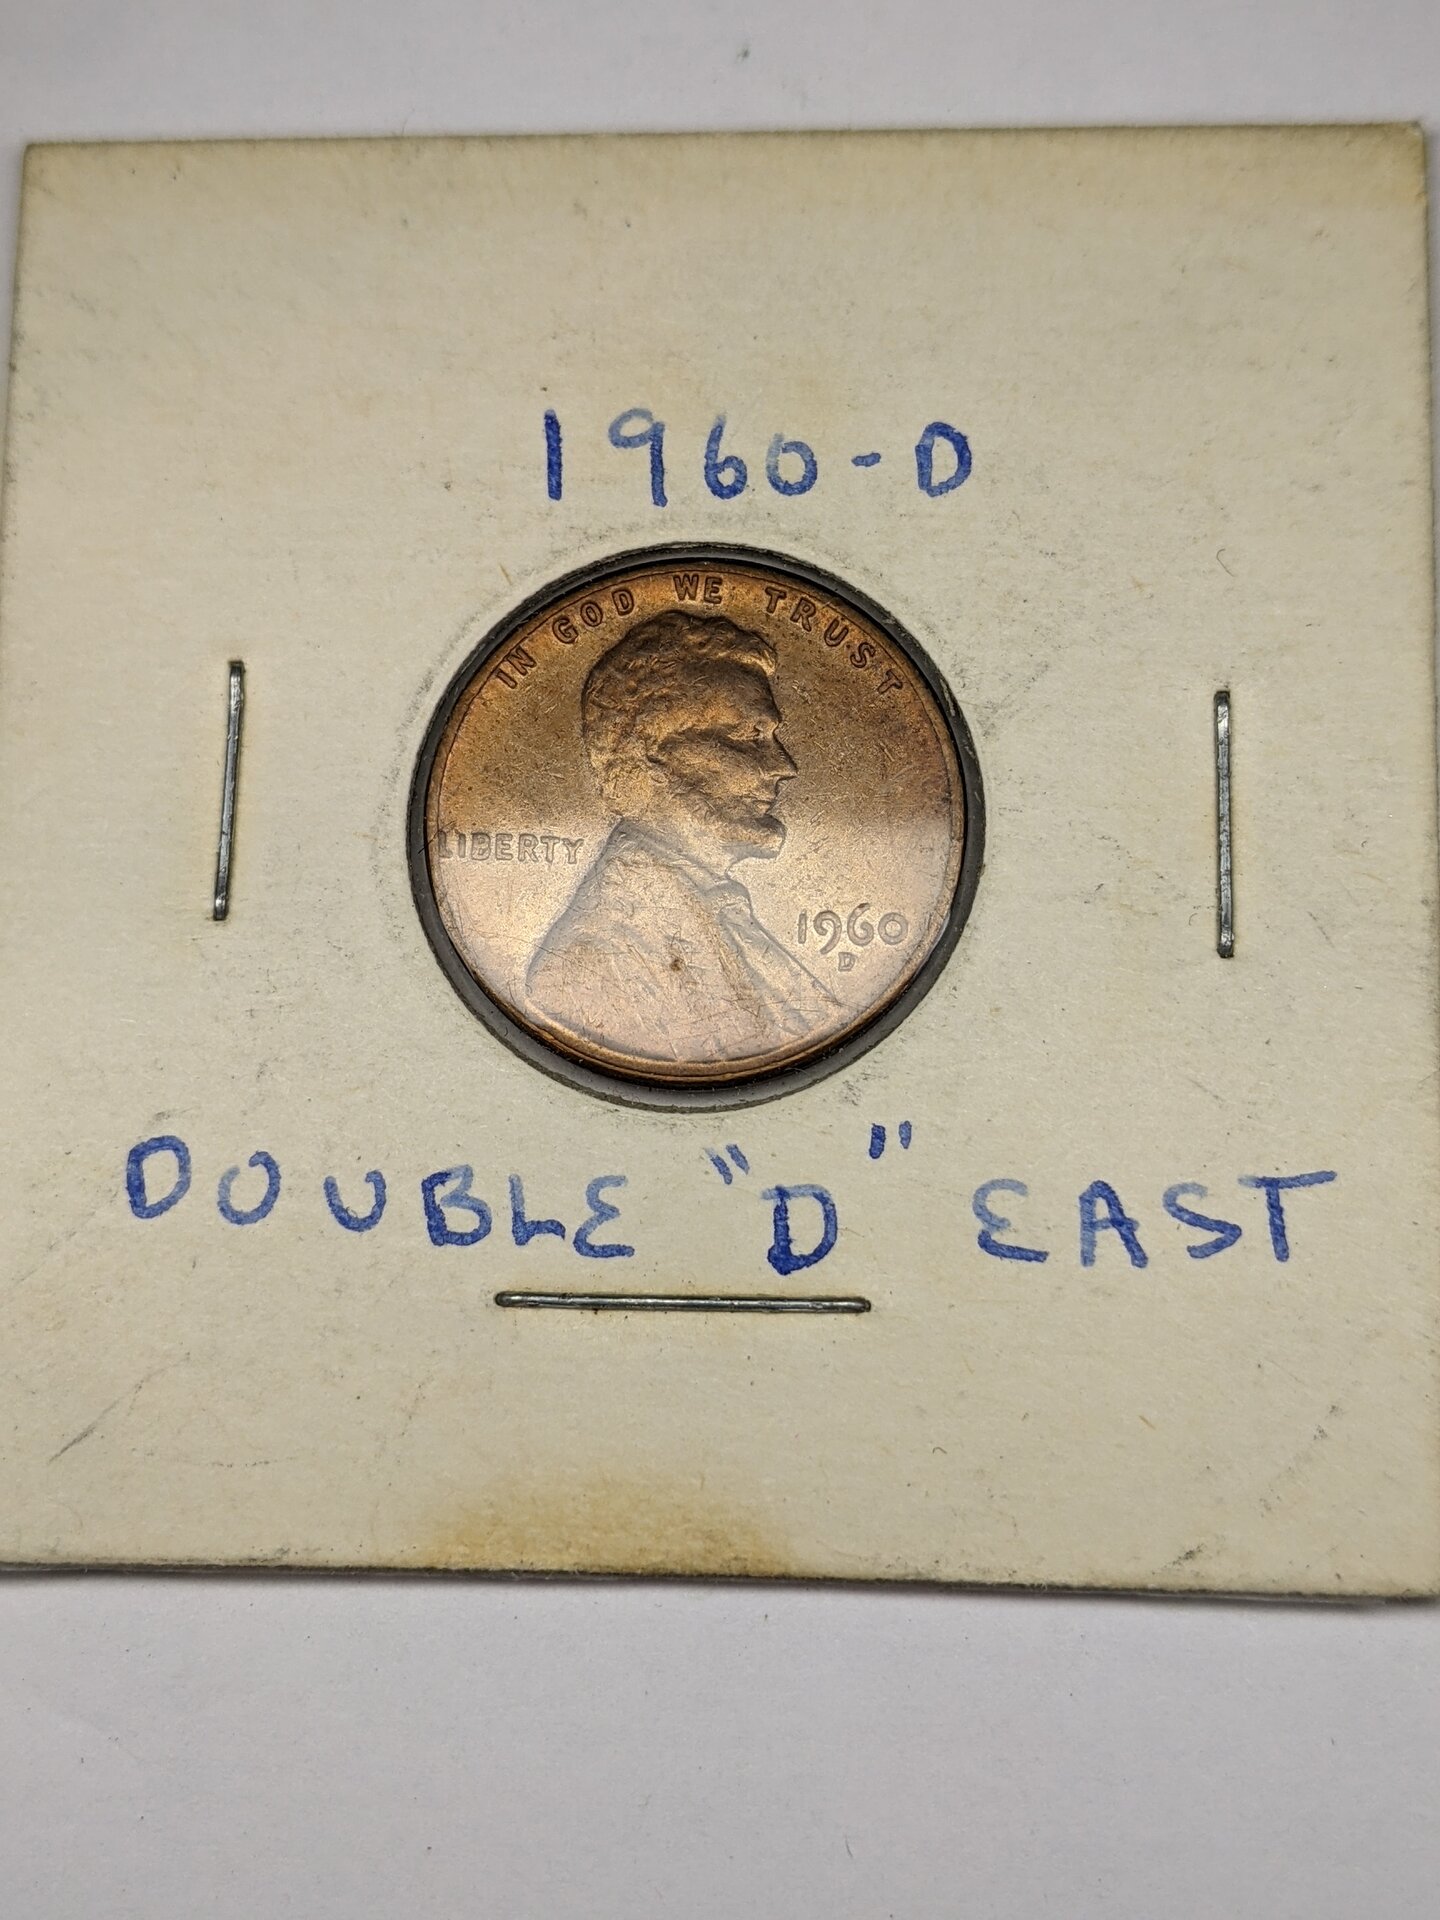 1960-D
IN GOD WE TRUST
LIBERTY
1960
D
DOUBLE "D" EAST